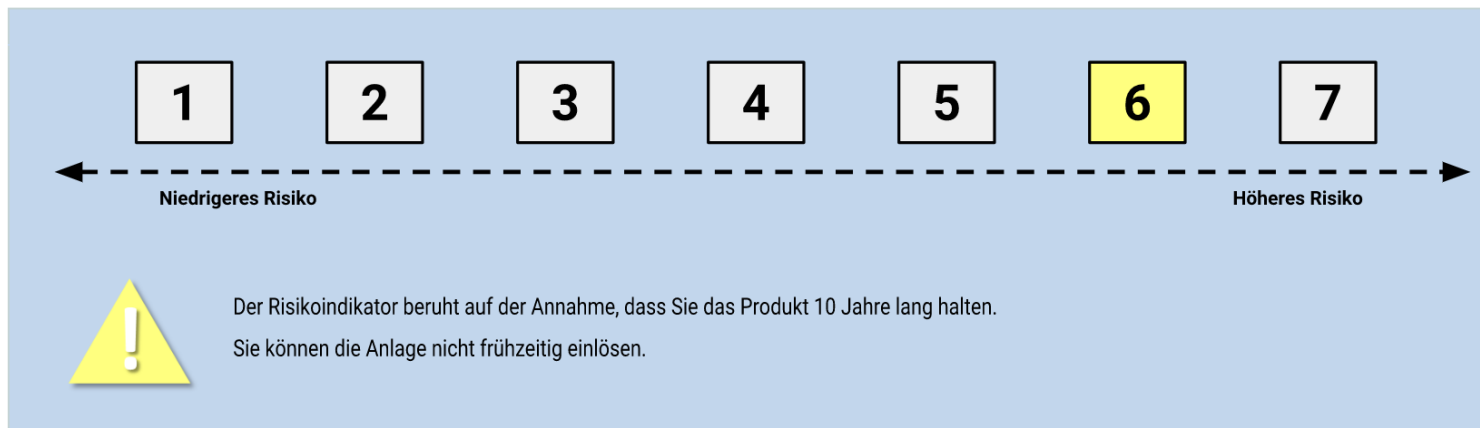 1 2 3 4 5 6 7
Niedrigeres Risiko Höheres Risiko
!
Der Risikoindikator beruht auf der Annahme, dass Sie das Produkt 10 Jahre lang halten.
Sie können die Anlage nicht frühzeitig einlösen.